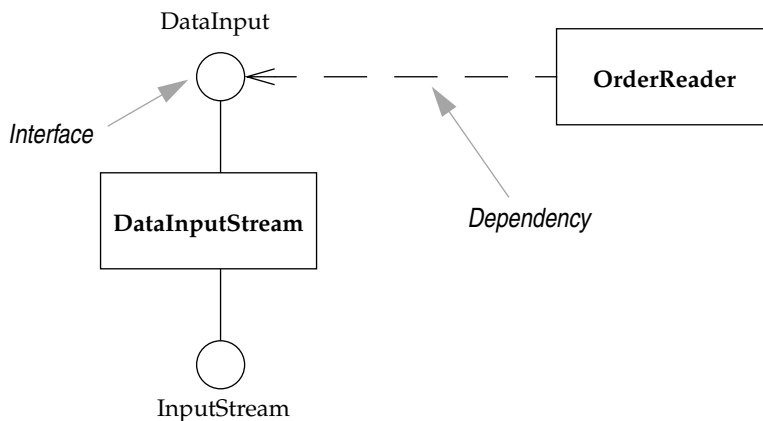 DataInput
OrderReader
Interface
DataInputStream
Dependency
InputStream